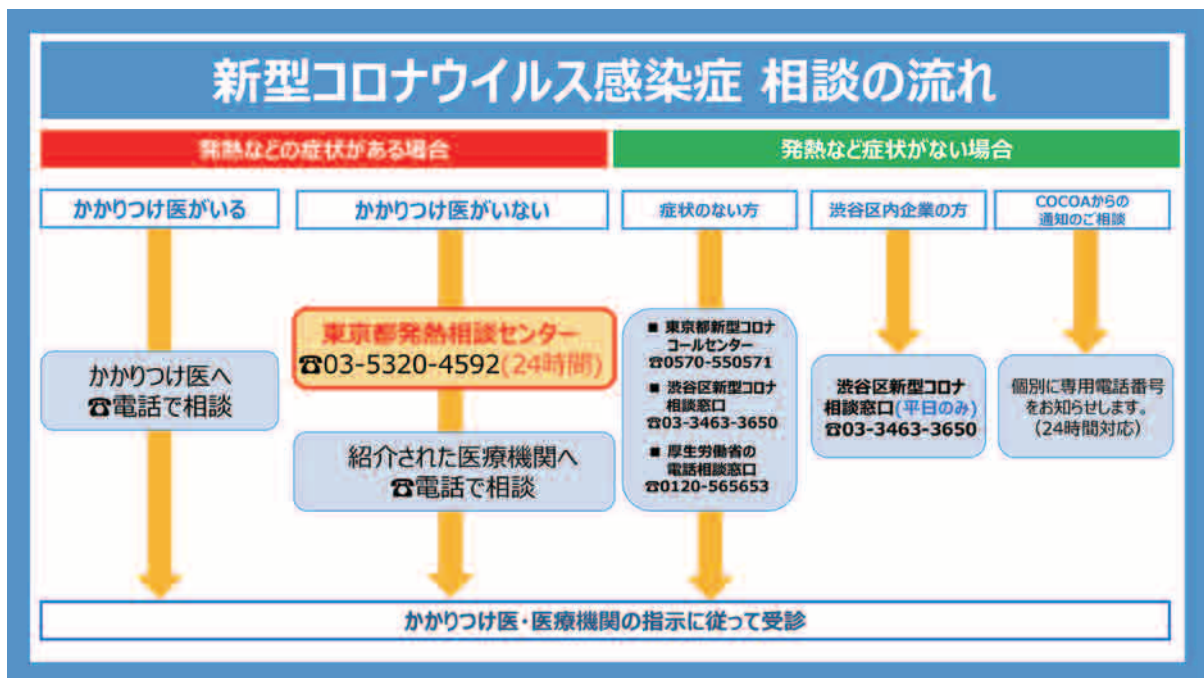 新型コロナウイルス感染症 相談の流れ
発熱などの症状がある場合
発熱など症状がない場合
かかりつけ医がいる
かかりつけ医へ
☎電話で相談
かかりつけ医がいない
東京都発熱相談センター
☎03-5320-4592(24時間)
紹介された医療機関へ
☎電話で相談
症状のない方
■ 東京都新型コロナ
コールセンター
☎0570-550571
■ 渋谷区新型コロナ
相談窓口
☎03-3463-3650
■ 厚生労働省の
電話相談窓口
☎0120-565653
渋谷区内企業の方
渋谷区新型コロナ
相談窓口(平日のみ)
☎03-3463-3650
COCOAからの
通知のご相談
個別に専用電話番号
をお知らせします。
(24時間対応)
かかりつけ医・医療機関の指示に従って受診